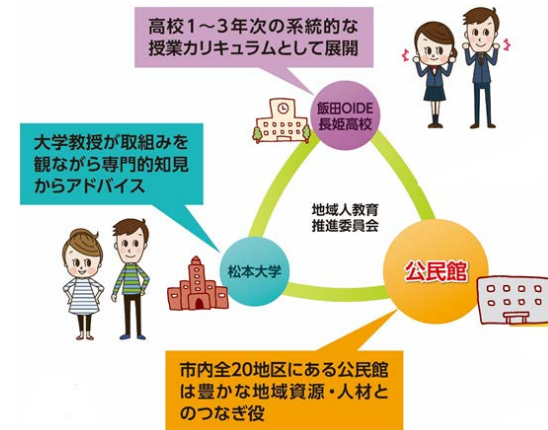 高校1～3年次の系統的な
授業カリキュラムとして展開
飯田OIDE
長姫高校
大学教授が取組みを
観ながら専門的知見
からアドバイス
地域人教育
推進委員会
松本大学
公民館
市内全20地区にある公民館
は豊かな地域資源・人材と
のつなぎ役